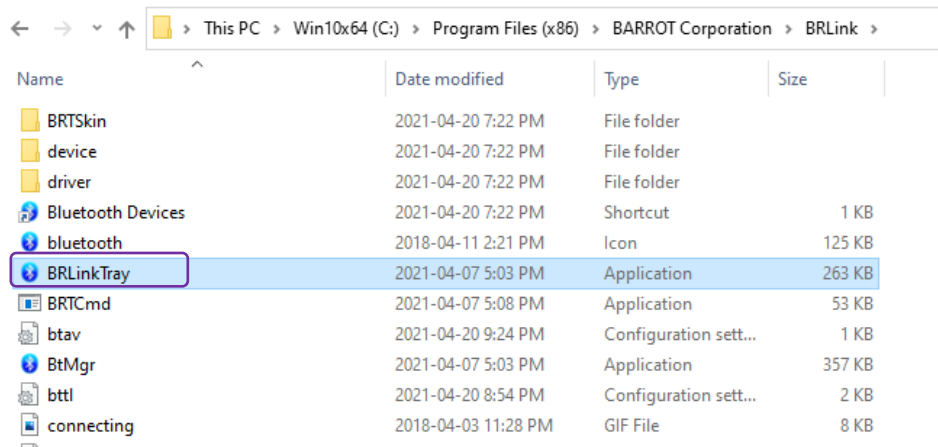 This PC > Win10x64 (C:) > Program Files (x86) > BARROT Corporation > BRLink >
Name Date modified Type Size
BRTSkin 2021-04-20 7:22 PM File folder
device 2021-04-20 7:22 PM File folder
driver 2021-04-20 7:22 PM File folder
Bluetooth Devices 2021-04-20 7:22 PM Shortcut 1 KB
bluetooth 2018-04-11 2:21 PM Icon 125 KB
BRLinkTray 2021-04-07 5:03 PM Application 263 KB
BRTCmd 2021-04-07 5:08 PM Application 53 KB
btav 2021-04-20 9:24 PM Configuration sett... 1 KB
BtMgr 2021-04-07 5:03 PM Application 357 KB
bttl 2021-04-20 8:54 PM Configuration sett... 2 KB
connecting 2018-04-03 11:28 PM GIF File 8 KB